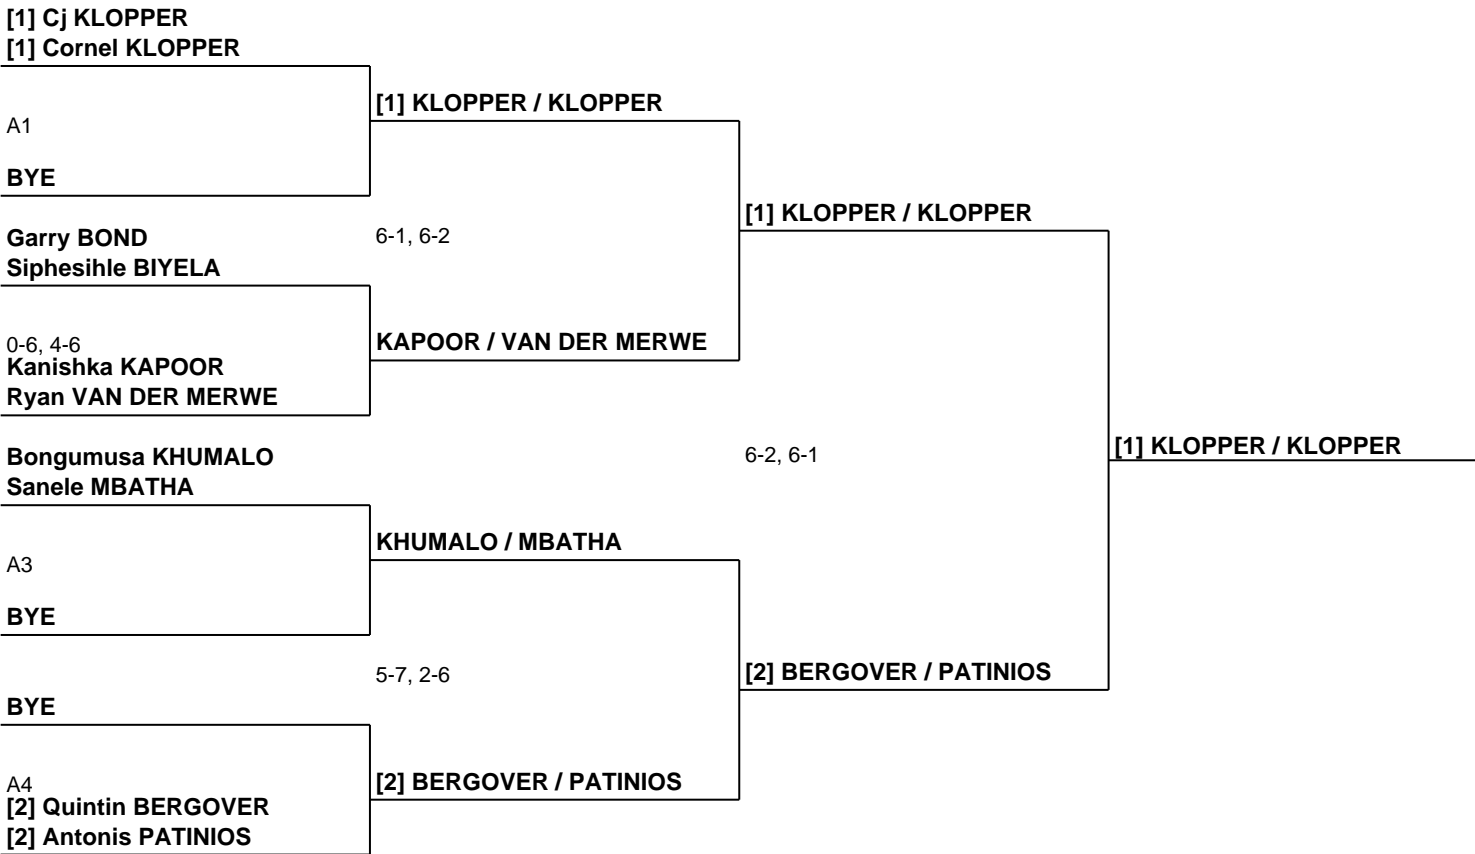 [1] Cj KLOPPER
[1] Cornel KLOPPER
[1] KLOPPER / KLOPPER
A1
BYE
[1] KLOPPER / KLOPPER
Garry BOND
Siphesihle BIYELA
6-1, 6-2
0-6, 4-6
Kanishka KAPOOR
Ryan VAN DER MERWE
KAPOOR / VAN DER MERWE
[1] KLOPPER / KLOPPER
Bongumusa KHUMALO
Sanele MBATHA
6-2, 6-1
KHUMALO / MBATHA
A3
BYE
5-7, 2-6
[2] BERGOVER / PATINIOS
BYE
A4
[2] Quintin BERGOVER
[2] Antonis PATINIOS
[2] BERGOVER / PATINIOS